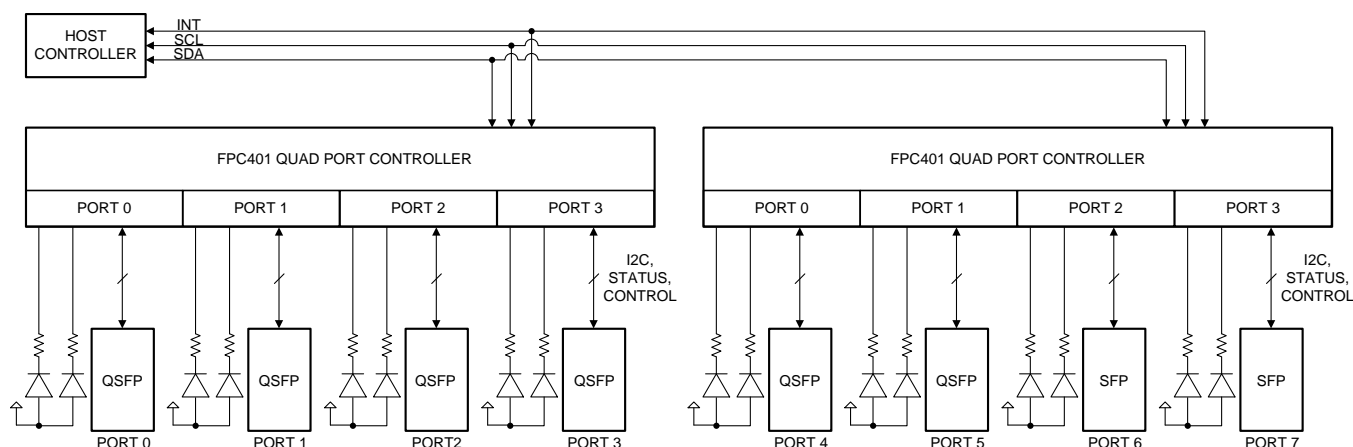 HOST
CONTROLLER
INT
SCL
SDA
FPC401 QUAD PORT CONTROLLER
PORT 0
PORT 1
PORT 2
PORT 3
FPC401 QUAD PORT CONTROLLER
PORT 0
PORT 1
PORT 2
PORT 3
I2C,
STATUS,
CONTROL
I2C,
STATUS,
CONTROL
QSFP
QSFP
QSFP
QSFP
QSFP
QSFP
SFP
SFP
PORT 0
PORT 1
PORT2
PORT 3
PORT 4
PORT 5
PORT 6
PORT 7